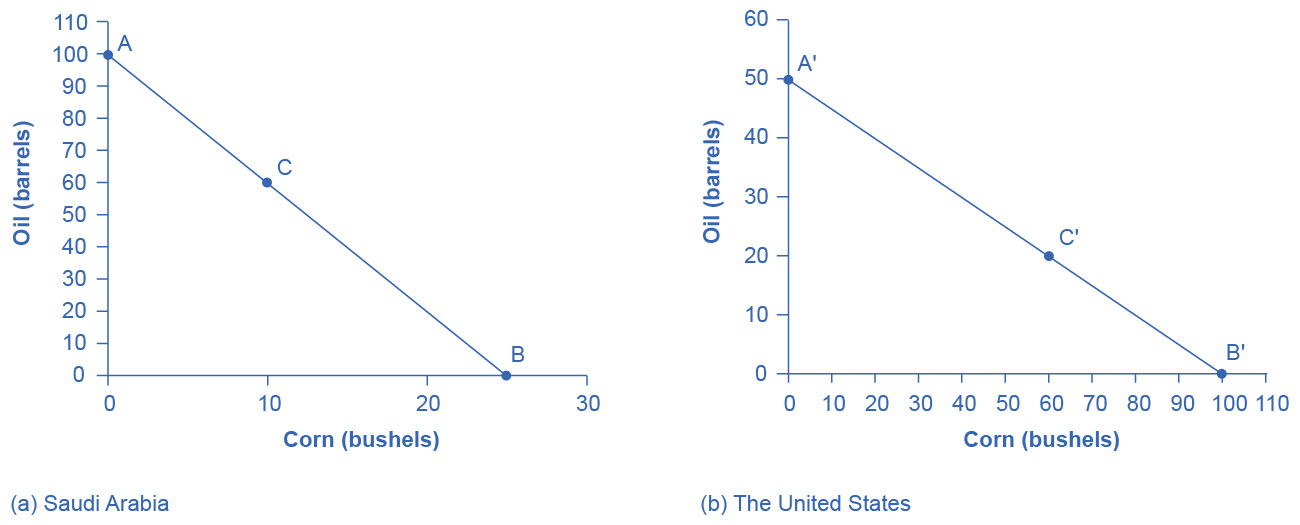 110
100
90
80
70
60
50
40
30
20
10
0
Oil (barrels)
A
C
B
0 10 20 30
Corn (bushels)
(a) Saudi Arabia
60
50
40
30
20
10
0
Oil (barrels)
A'
C'
B'
0 10 20 30 40 50 60 70 80 90 100 110
Corn (bushels)
(b) The United States